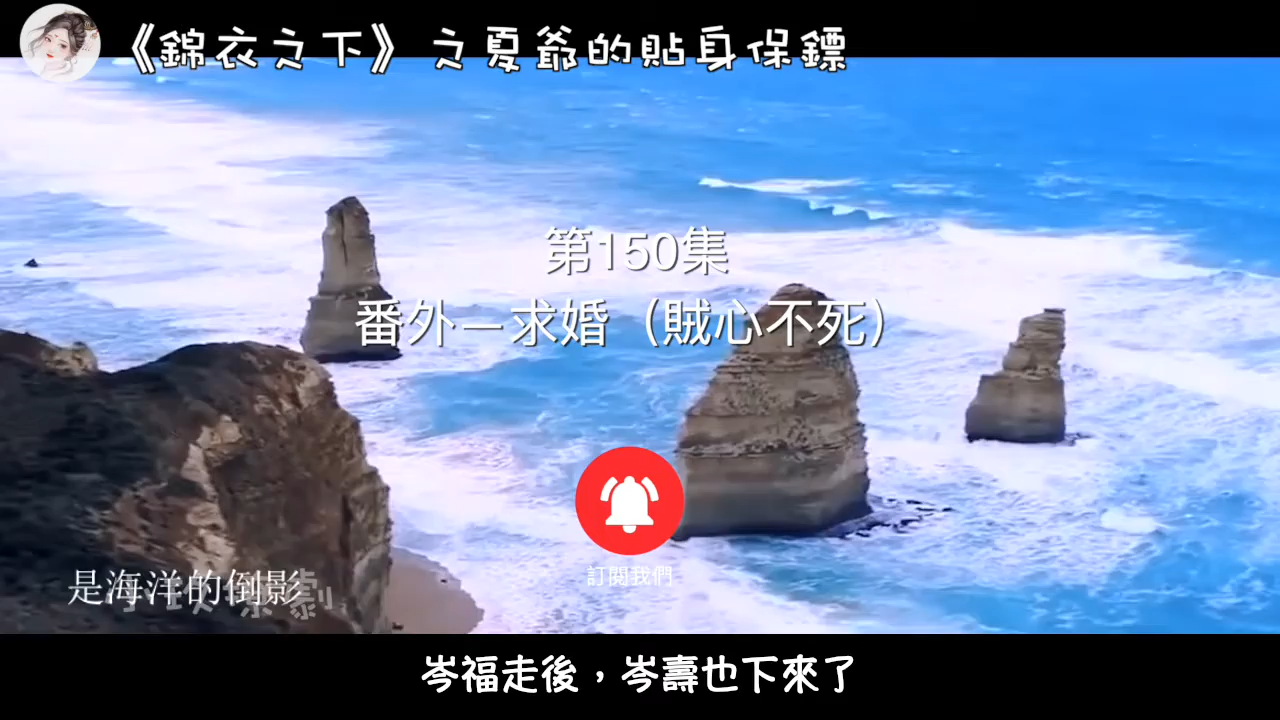 《錦衣之下》之夏爺的貼身保鏢
第150集
番外—求婚（賊心不死）
訂閱我們
是海洋的倒影
岑福走後，岑壽也下來了